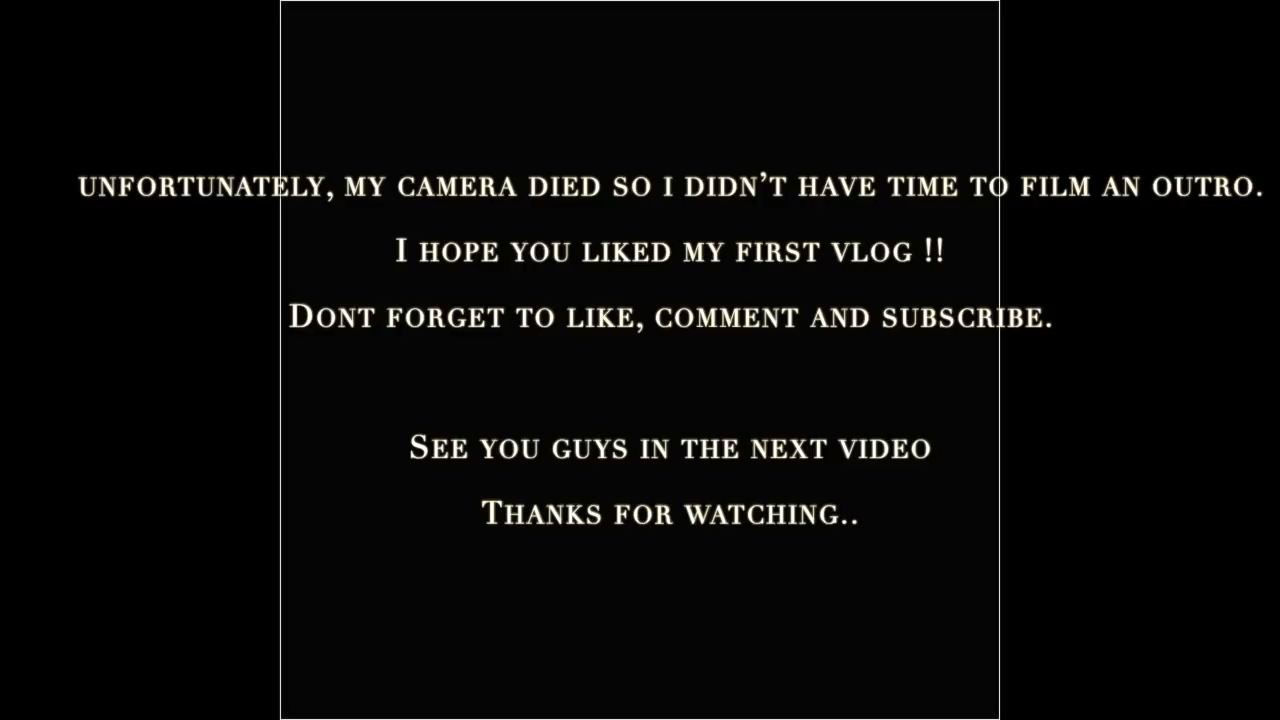 unfortunately, my camera died so i didn't have time to film an outro.
I hope you liked my first vlog !!
Dont forget to like, comment and subscribe.
See you guys in the next video
Thanks for watching..